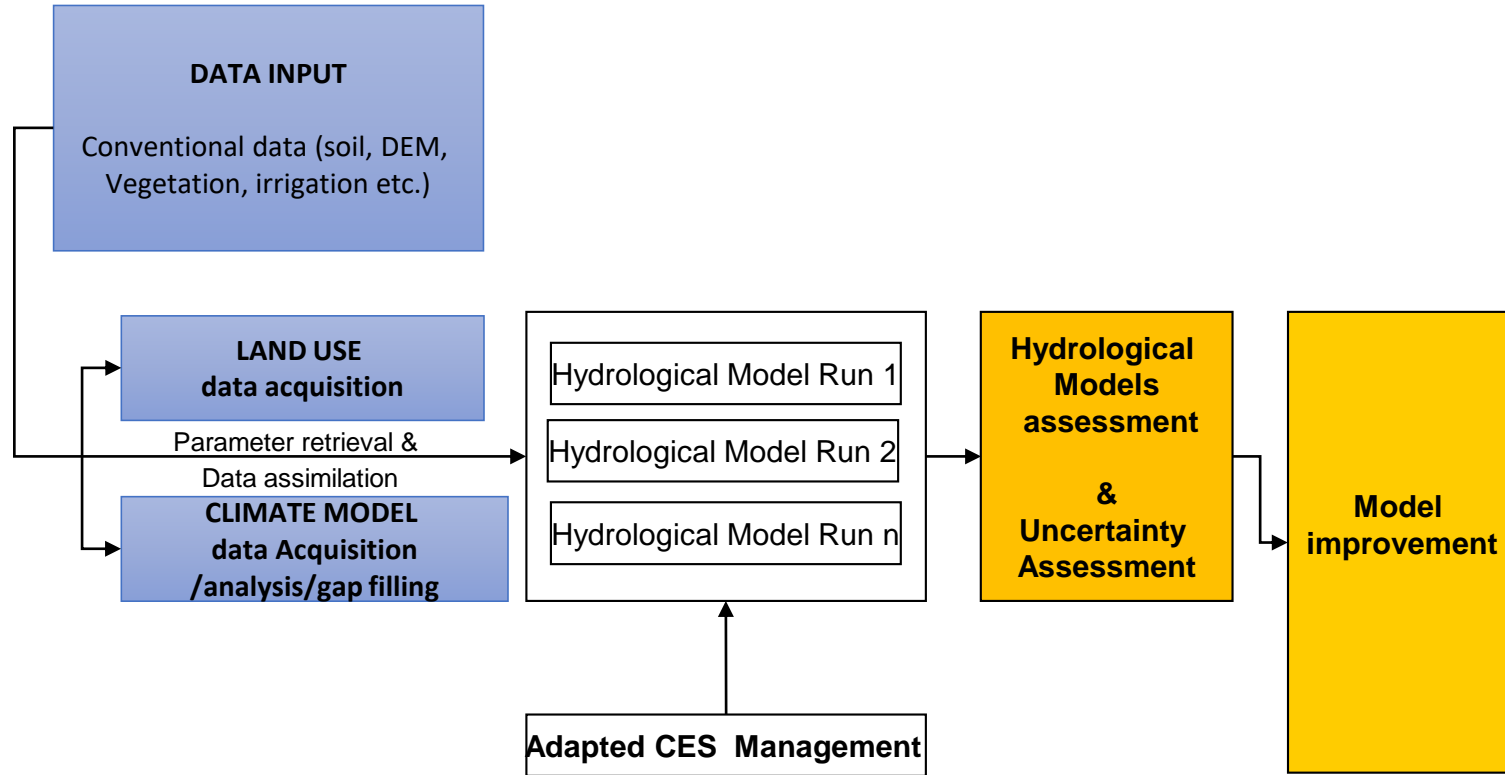 DATA INPUT
Conventional data (soil, DEM,
Vegetation, irrigation etc.)
LAND USE
data acquisition
Parameter retrieval &
Data assimilation
CLIMATE MODEL
data Acquisition
/analysis/gap filling
Hydrological Model Run 1
Hydrological Model Run 2
Hydrological Model Run n
Adapted CES  Management
Hydrological
Models
assessment
&
Uncertainty
Assessment
Model
improvement